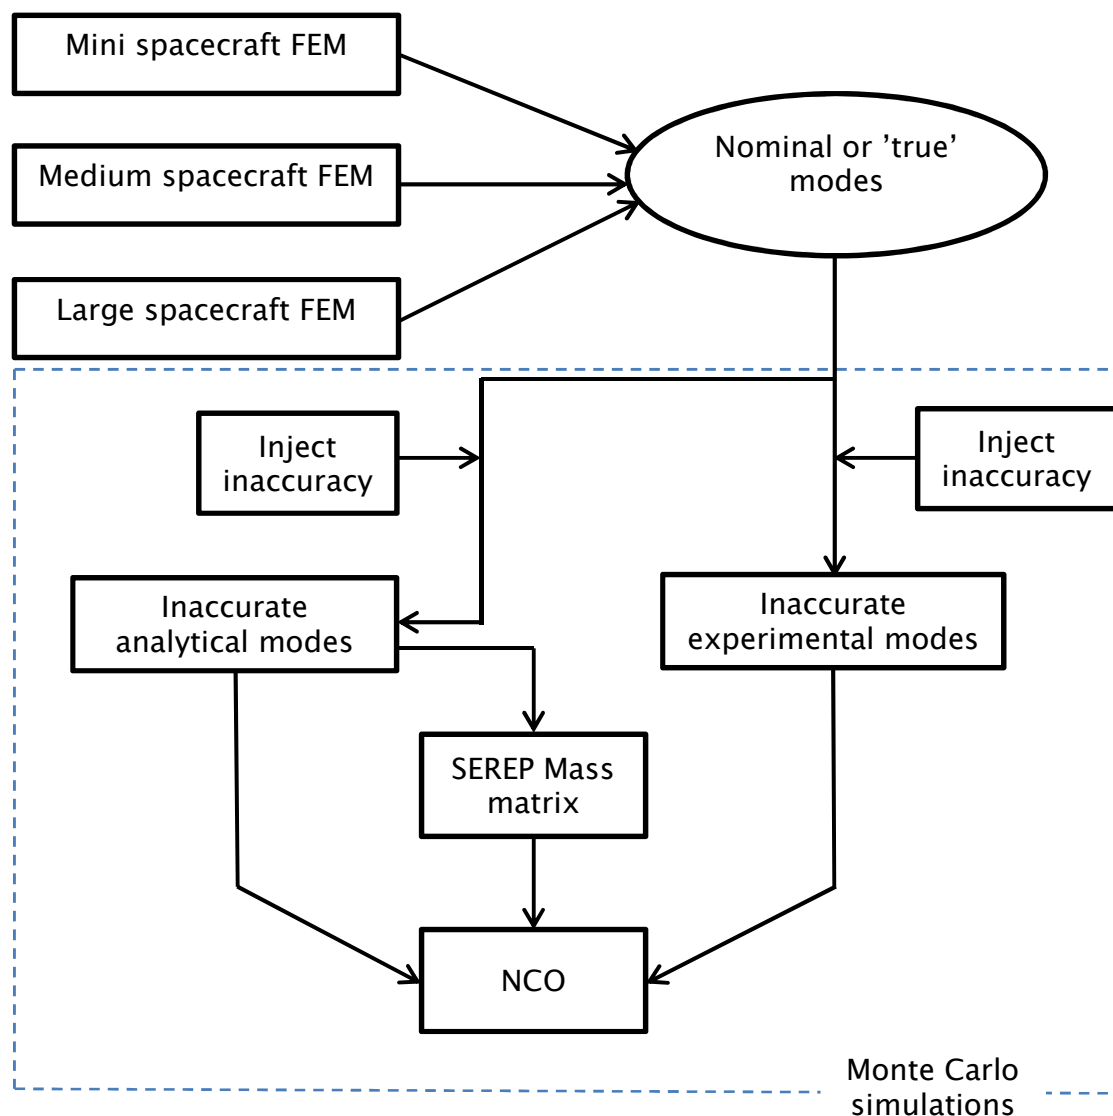 Mini spacecraft FEM
Nominal or ’true’
modes
Medium spacecraft FEM
Large spacecraft FEM
Inject
inaccuracy
Inject
inaccuracy
Inaccurate
analytical modes
Inaccurate
experimental modes
SEREP Mass
matrix
NCO
Monte Carlo
simulations